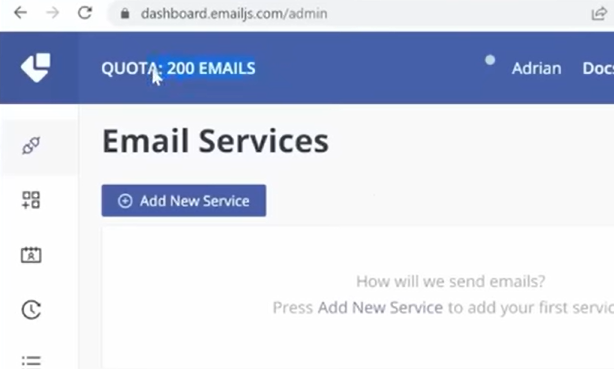 dashboard.emailjs.com/admin
QUOTA: 200 EMAILS
Adrian
Docs
Email Services
Add New Service
How will we send emails?
Press Add New Service to add your first servic